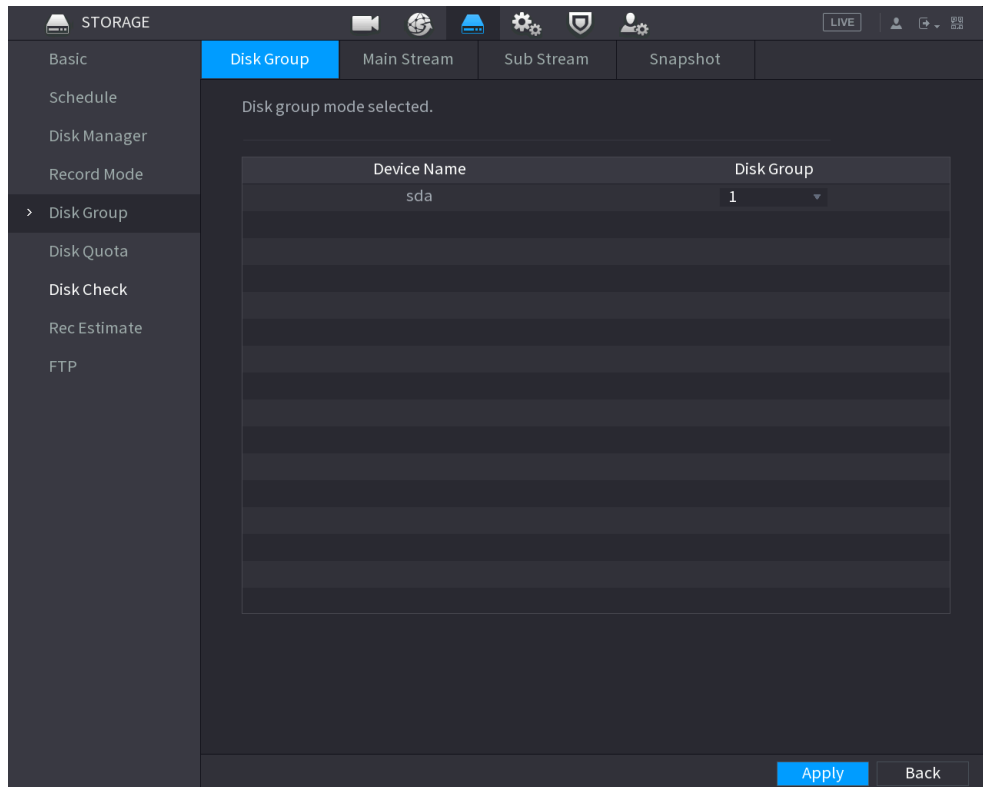 STORAGE
LIVE
Basic
Schedule
Disk Manager
Record Mode
Disk Group
Disk Quota
Disk Check
Rec Estimate
FTP
Disk Group Main Stream Sub Stream Snapshot
Disk group mode selected.
Device Name Disk Group
sda 1
Apply Back